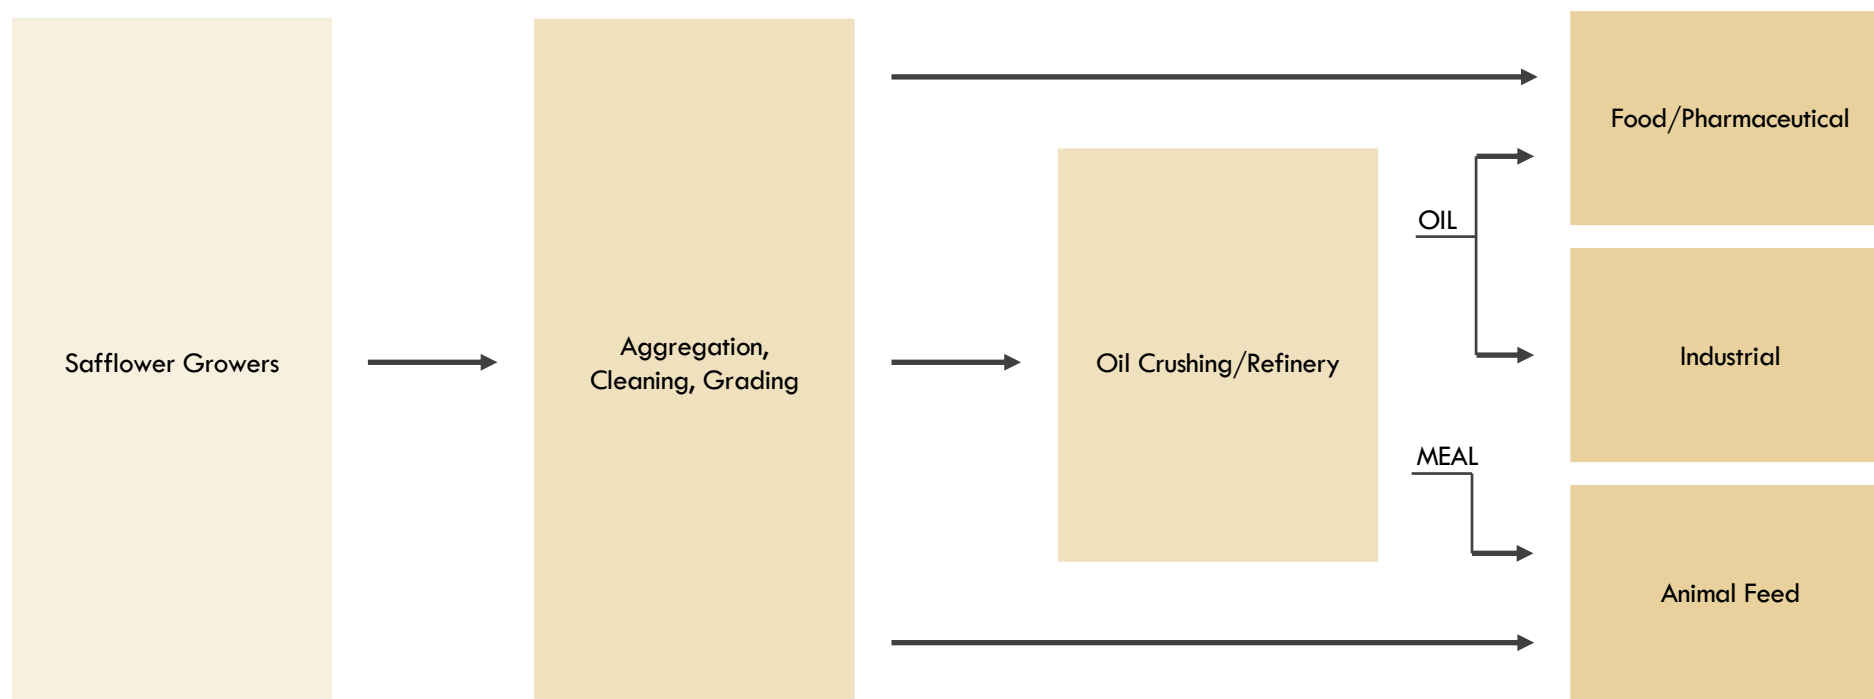 Safflower Growers
Aggregation,
Cleaning, Grading
Oil Crushing/Refinery
OIL
MEAL
Food/Pharmaceutical
Industrial
Animal Feed